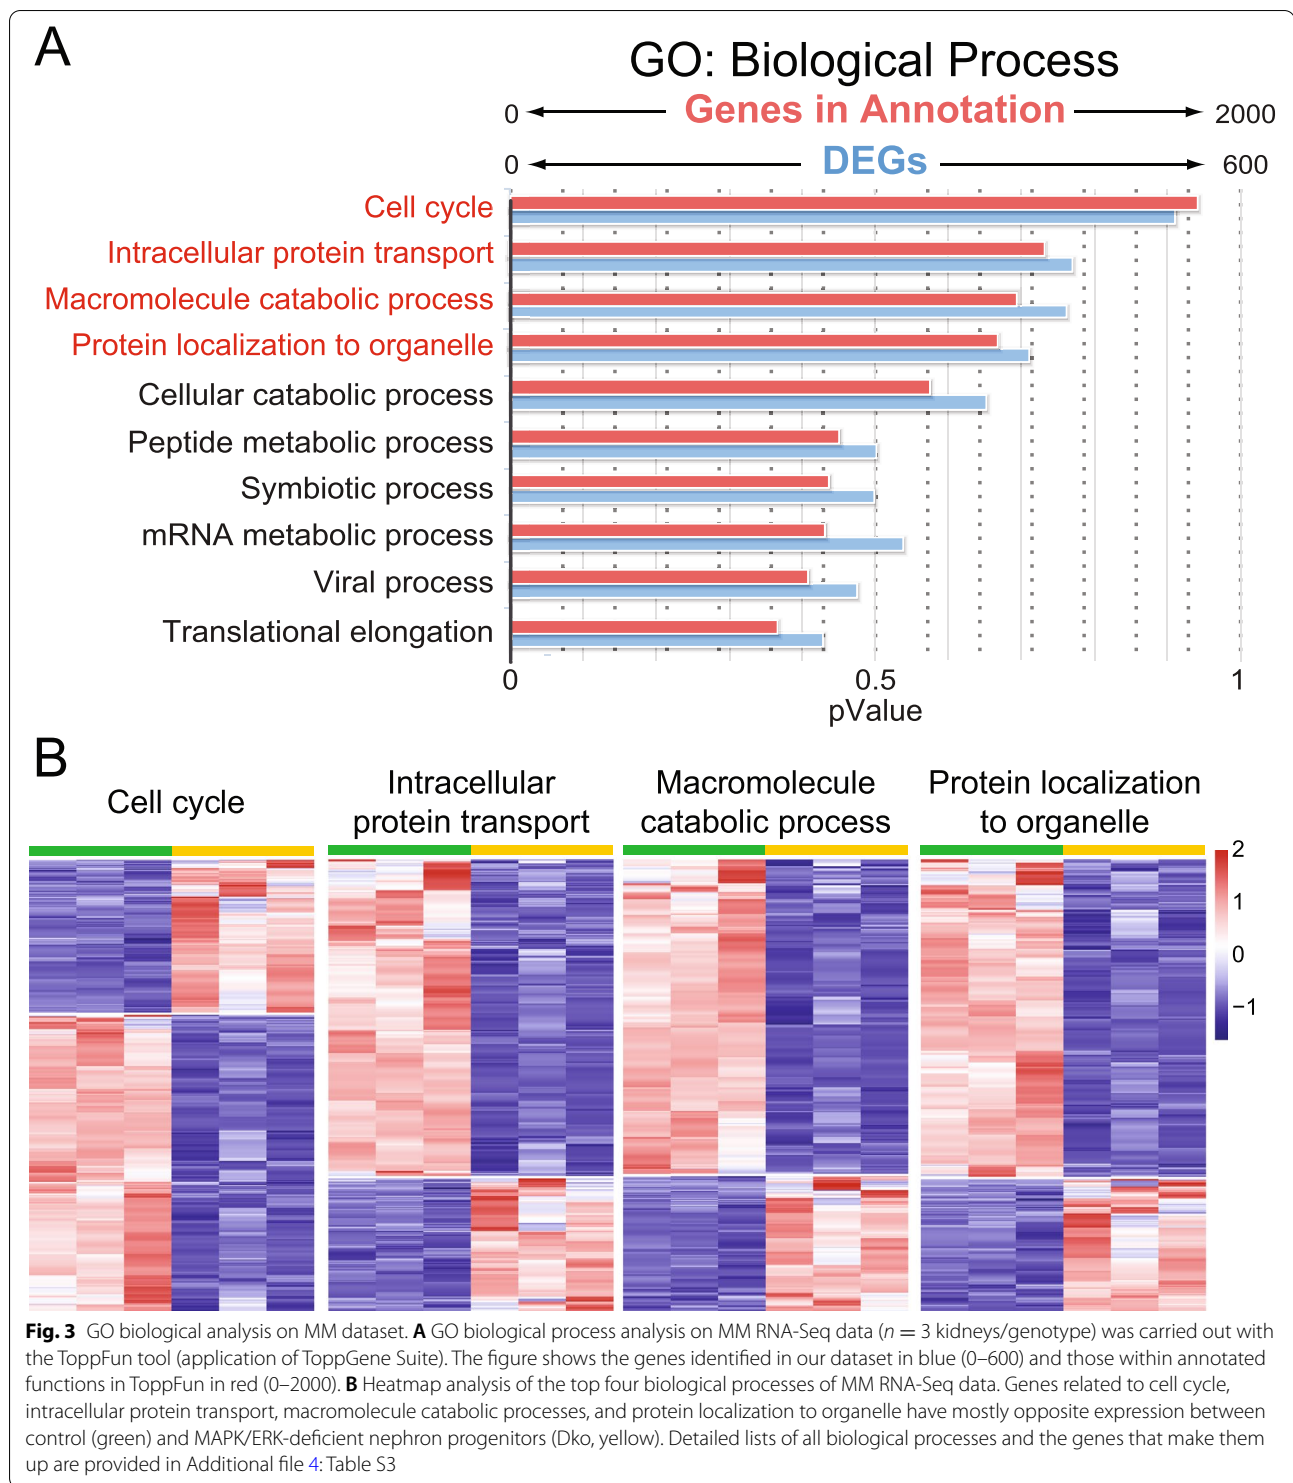 A
GO: Biological Process
0 Genes in Annotation 2000
0 DEGs 600
Cell cycle
Intracellular protein transport
Macromolecule catabolic process
Protein localization to organelle
Cellular catabolic process
Peptide metabolic process
Symbiotic process
mRNA metabolic process
Viral process
Translational elongation
0 0.5 1
pValue
B
Cell cycle
Intracellular
protein transport
Macromolecule
catabolic process
Protein localization
to organelle
2
1
0
−1
Fig. 3 GO biological analysis on MM dataset. A GO biological process analysis on MM RNA-Seq data (n = 3 kidneys/genotype) was carried out with
the ToppFun tool (application of ToppGene Suite). The figure shows the genes identified in our dataset in blue (0–600) and those within annotated
functions in ToppFun in red (0–2000). B Heatmap analysis of the top four biological processes of MM RNA-Seq data. Genes related to cell cycle,
intracellular protein transport, macromolecule catabolic processes, and protein localization to organelle have mostly opposite expression between
control (green) and MAPK/ERK-deficient nephron progenitors (Dko, yellow). Detailed lists of all biological processes and the genes that make them
up are provided in Additional file 4: Table S3